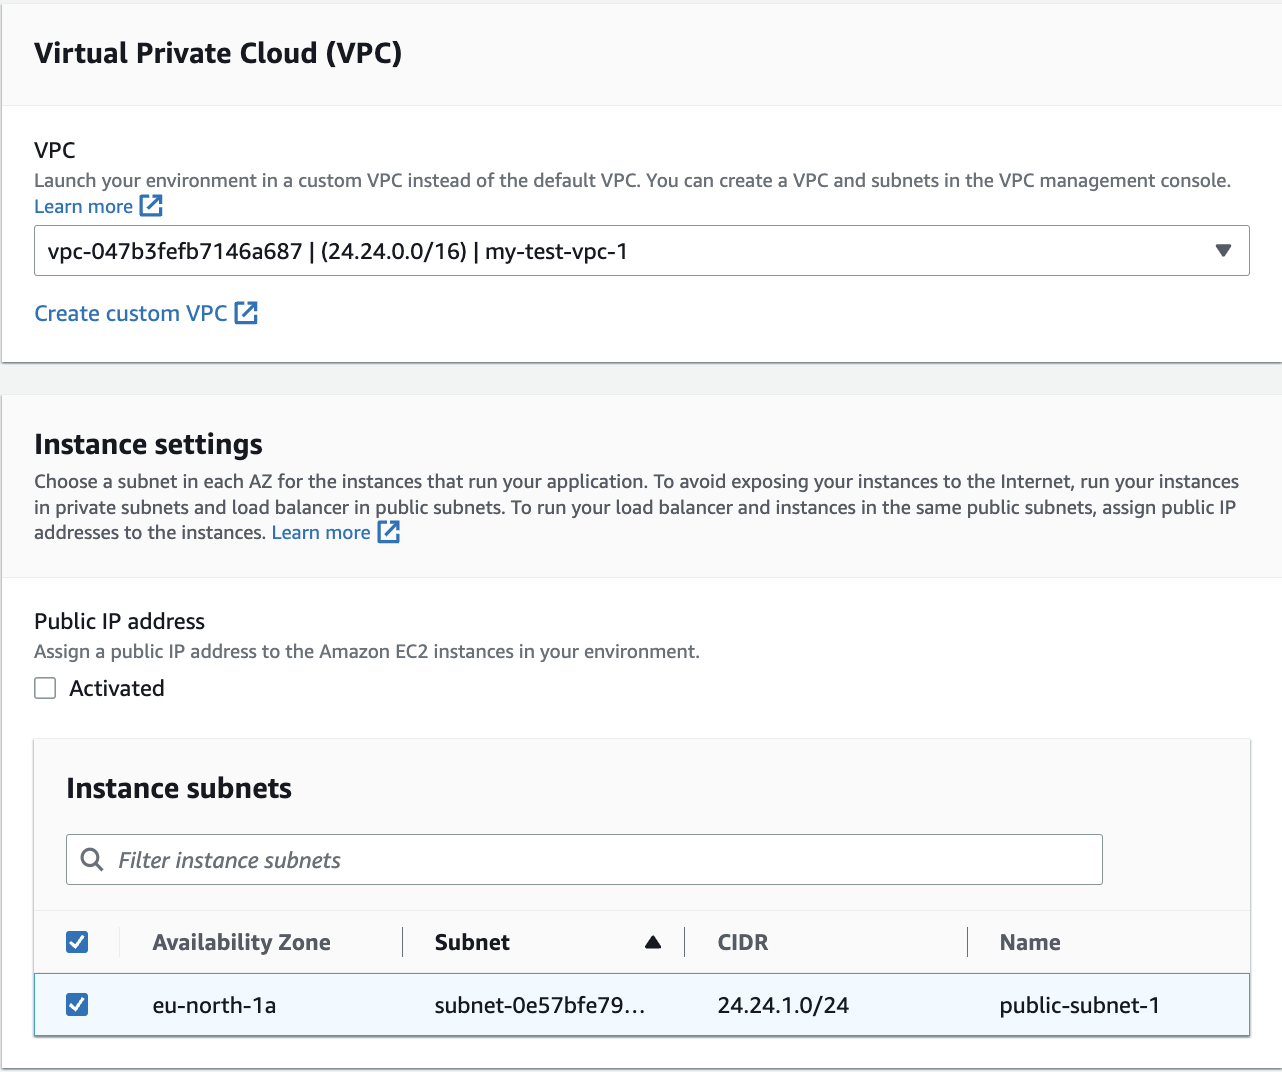 Virtual Private Cloud (VPC)
VPC
Launch your environment in a custom VPC instead of the default VPC. You can create a VPC and subnets in the VPC management console.
Learn more
vpc-047b3fefb7146a687 | (24.24.0.0/16) | my-test-vpc-1
Create custom VPC
Instance settings
Choose a subnet in each AZ for the instances that run your application. To avoid exposing your instances to the Internet, run your instances
in private subnets and load balancer in public subnets. To run your load balancer and instances in the same public subnets, assign public IP
addresses to the instances. Learn more
Public IP address
Assign a public IP address to the Amazon EC2 instances in your environment.
Activated
Instance subnets
Filter instance subnets
Availability Zone Subnet CIDR Name
eu-north-1a subnet-0e57bfe79... 24.24.1.0/24 public-subnet-1